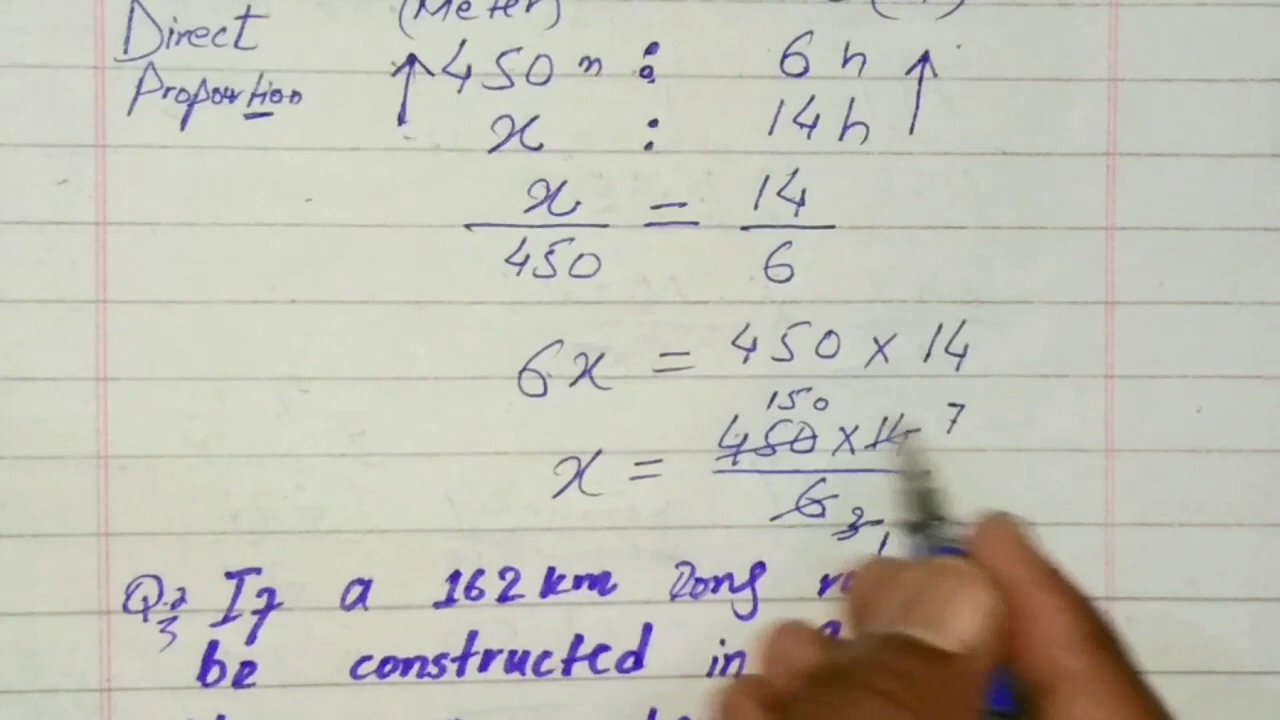 Direct (Meter)
Proportion ↑ 450 m : 6 h ↑
x : 14 h
x/450 = 14/6
6x = 450 × 14
150 7
x = 450 × 14
6 3 1
Q.3 If a 162 km long
be constructed in